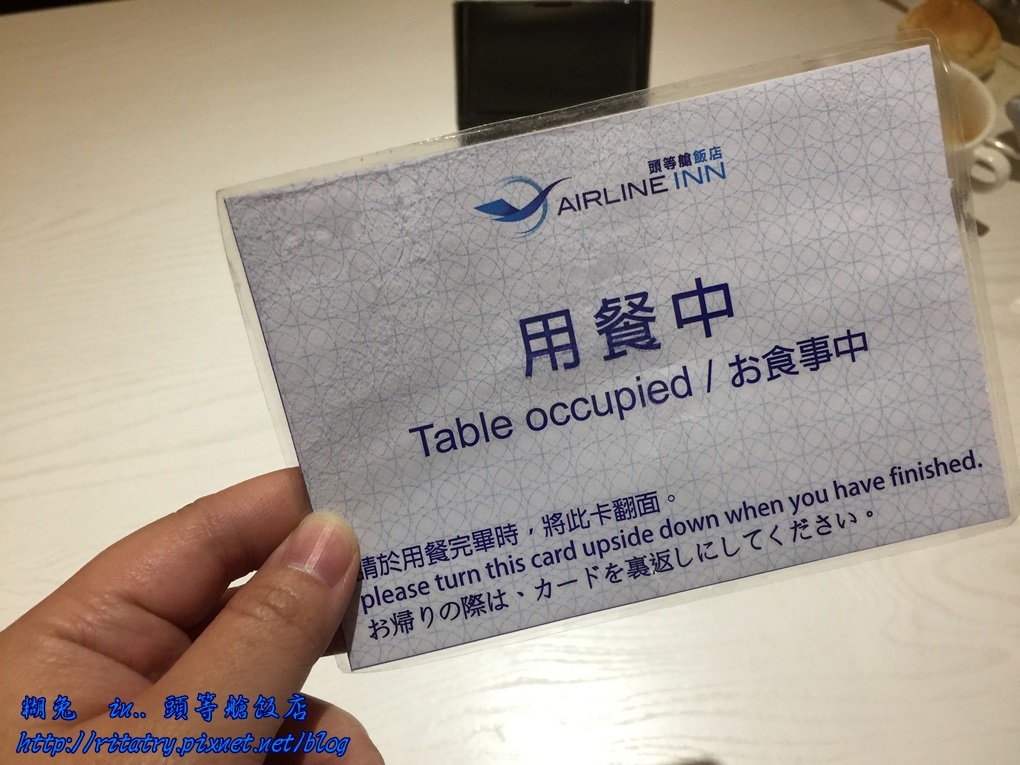 頭等艙飯店
AIRLINE INN
用餐中
Table occupied / お食事中
請於用餐完畢時，將此卡翻面。
please turn this card upside down when you have finished.
お帰りの際は、カードを裏返しにしてください。
糊兔 in.. 頭等艙飯店
http://ritatry.pixnet.net/blog